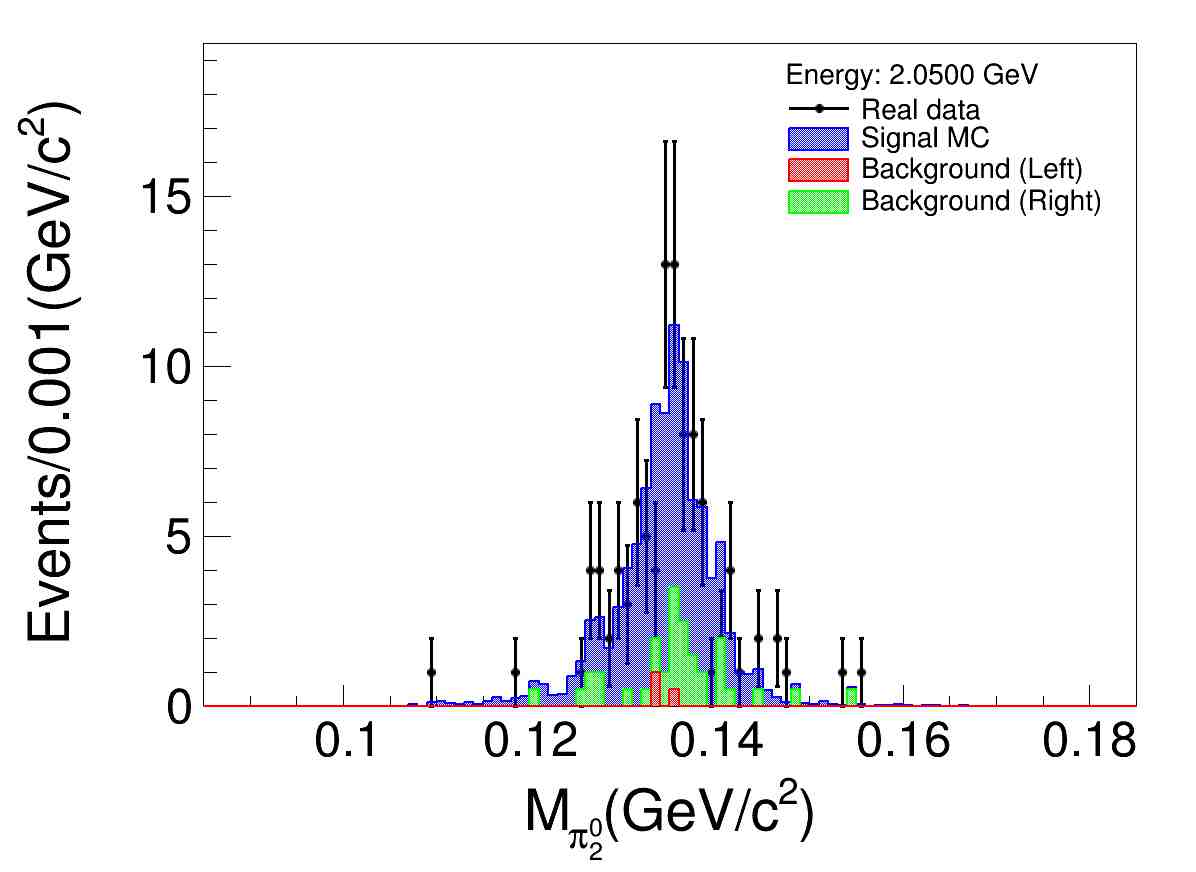 Energy: 2.0500 GeV
Real data
Signal MC
Background (Left)
Background (Right)
Events/0.001(GeV/c²)
15
10
5
0
0.1 0.12 0.14 0.16 0.18
M_π⁰₂(GeV/c²)